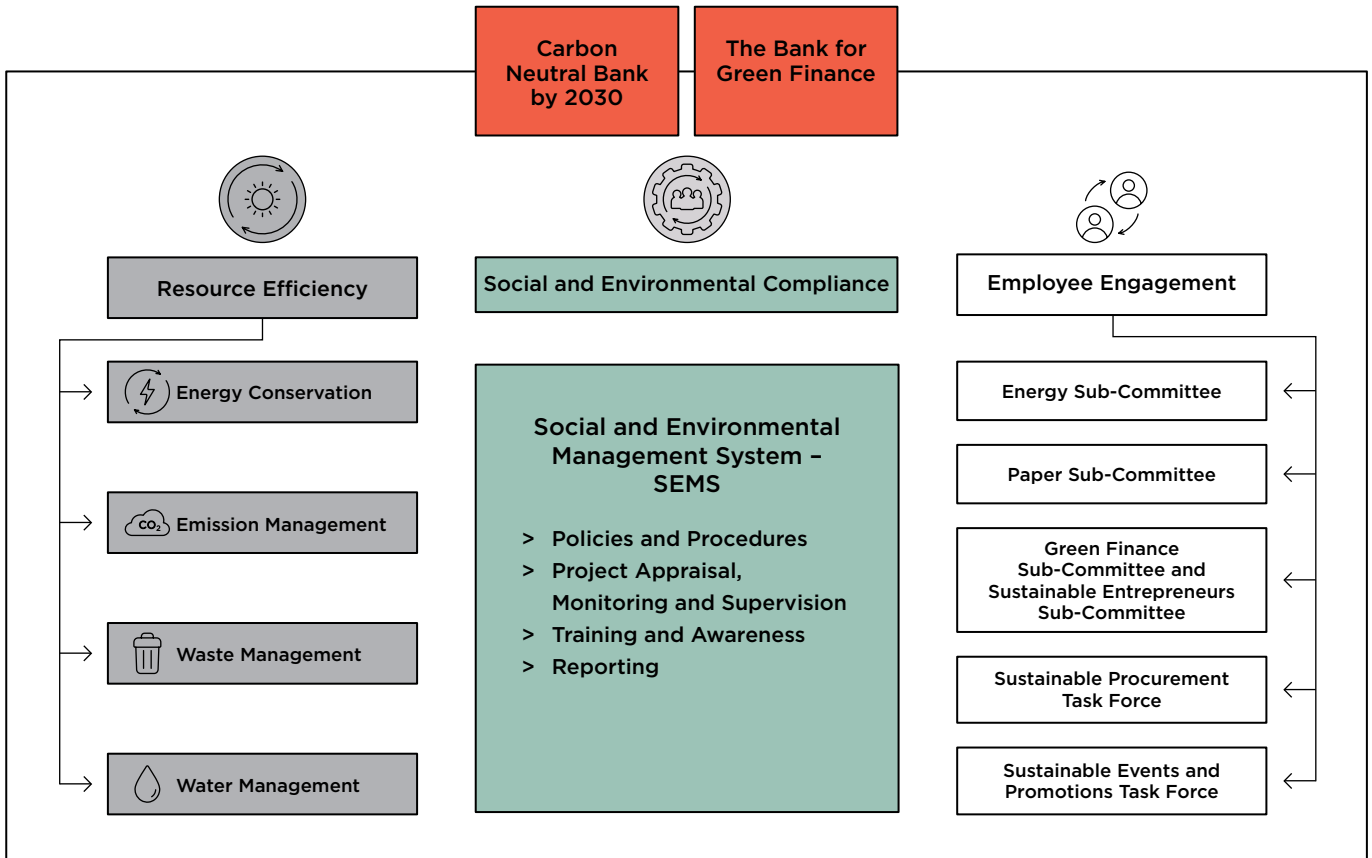 Carbon
Neutral Bank
by 2030
The Bank for
Green Finance
Resource Efficiency
Energy Conservation
CO₂
Emission Management
Waste Management
Water Management
Social and Environmental Compliance
Social and Environmental
Management System –
SEMS
> Policies and Procedures
> Project Appraisal,
Monitoring and Supervision
> Training and Awareness
> Reporting
Employee Engagement
Energy Sub-Committee
Paper Sub-Committee
Green Finance
Sub-Committee and
Sustainable Entrepreneurs
Sub-Committee
Sustainable Procurement
Task Force
Sustainable Events and
Promotions Task Force